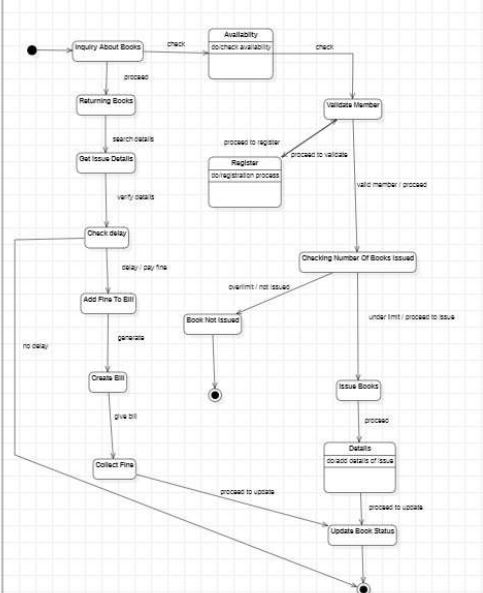 Availability
do/check availability
Inquiry About Books
check
check
proceed
Returning Books
Validate Member
search details
proceed to register
proceed to validate
Get Issue Details
Register
do/registration process
valid member / proceed
verify details
Check delay
Checking Number Of Books Issued
delay / pay fine
overlimit / not issued
Add Fine To Bill
Book Not Issued
under limit / proceed to issue
generate
no delay
Create Bill
Issue Books
give bill
proceed
Details
do/add details of issue
Collect Fine
proceed to update
proceed to update
Update Book Status